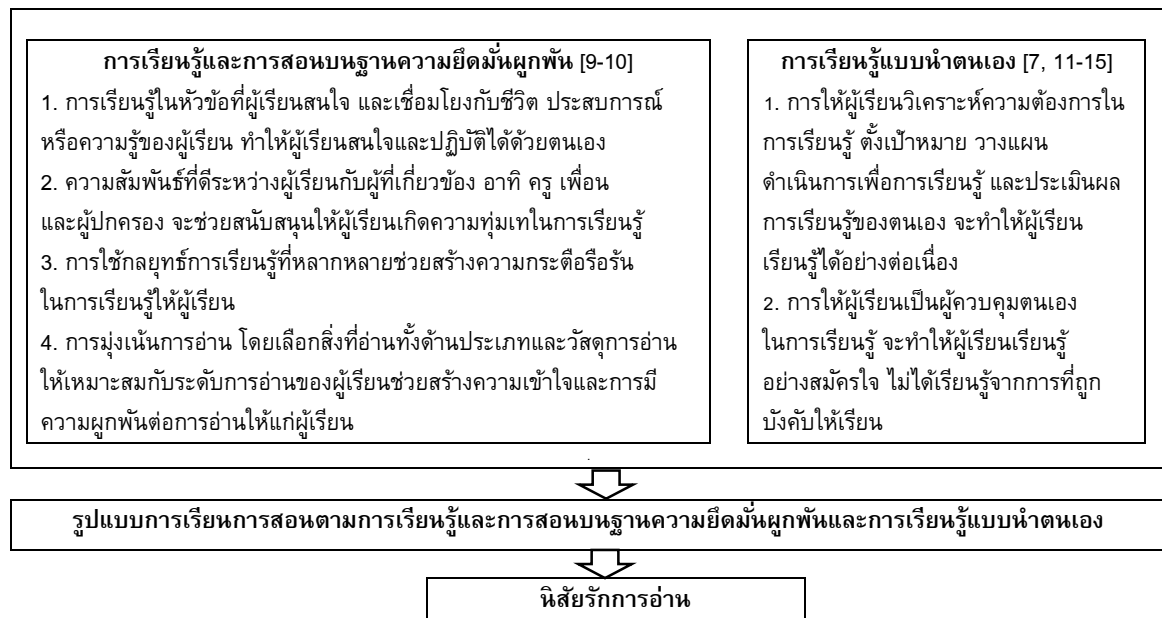 การเรียนรู้และการสอนบนฐานความยึดมั่นผูกพัน [9-10]
1. การเรียนรู้ในหัวข้อที่ผู้เรียนสนใจ และเชื่อมโยงกับชีวิต ประสบการณ์
หรือความรู้ของผู้เรียน ทำให้ผู้เรียนสนใจและปฏิบัติได้ด้วยตนเอง
2. ความสัมพันธ์ที่ดีระหว่างผู้เรียนกับผู้ที่เกี่ยวข้อง อาทิ ครู เพื่อน
และผู้ปกครอง จะช่วยสนับสนุนให้ผู้เรียนเกิดความทุ่มเทในการเรียนรู้
3. การใช้กลยุทธ์การเรียนรู้ที่หลากหลายช่วยสร้างความกระตือรือร้น
ในการเรียนรู้ให้ผู้เรียน
4. การมุ่งเน้นการอ่าน โดยเลือกสิ่งที่อ่านทั้งด้านประเภทและวัสดุการอ่าน
ให้เหมาะสมกับระดับการอ่านของผู้เรียนช่วยสร้างความเข้าใจและการมี
ความผูกพันต่อการอ่านให้แก่ผู้เรียน
การเรียนรู้แบบนำตนเอง [7, 11-15]
1. การให้ผู้เรียนวิเคราะห์ความต้องการใน
การเรียนรู้ ตั้งเป้าหมาย วางแผน
ดำเนินการเพื่อการเรียนรู้ และประเมินผล
การเรียนรู้ของตนเอง จะทำให้ผู้เรียน
เรียนรู้ได้อย่างต่อเนื่อง
2. การให้ผู้เรียนเป็นผู้ควบคุมตนเอง
ในการเรียนรู้ จะทำให้ผู้เรียนเรียนรู้
อย่างสมัครใจ ไม่ได้เรียนรู้จากการที่ถูก
บังคับให้เรียน
รูปแบบการเรียนการสอนตามการเรียนรู้และการสอนบนฐานความยึดมั่นผูกพันและการเรียนรู้แบบนำตนเอง
นิสัยรักการอ่าน